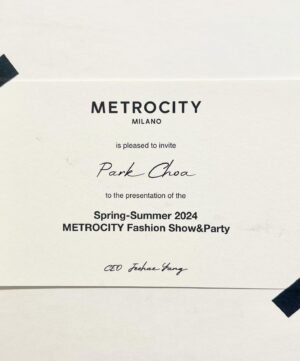 METROCITY
MILANO
is pleased to invite
Park Choa
to the presentation of the
Spring-Summer 2024
METROCITY Fashion Show&Party
CEO Yang